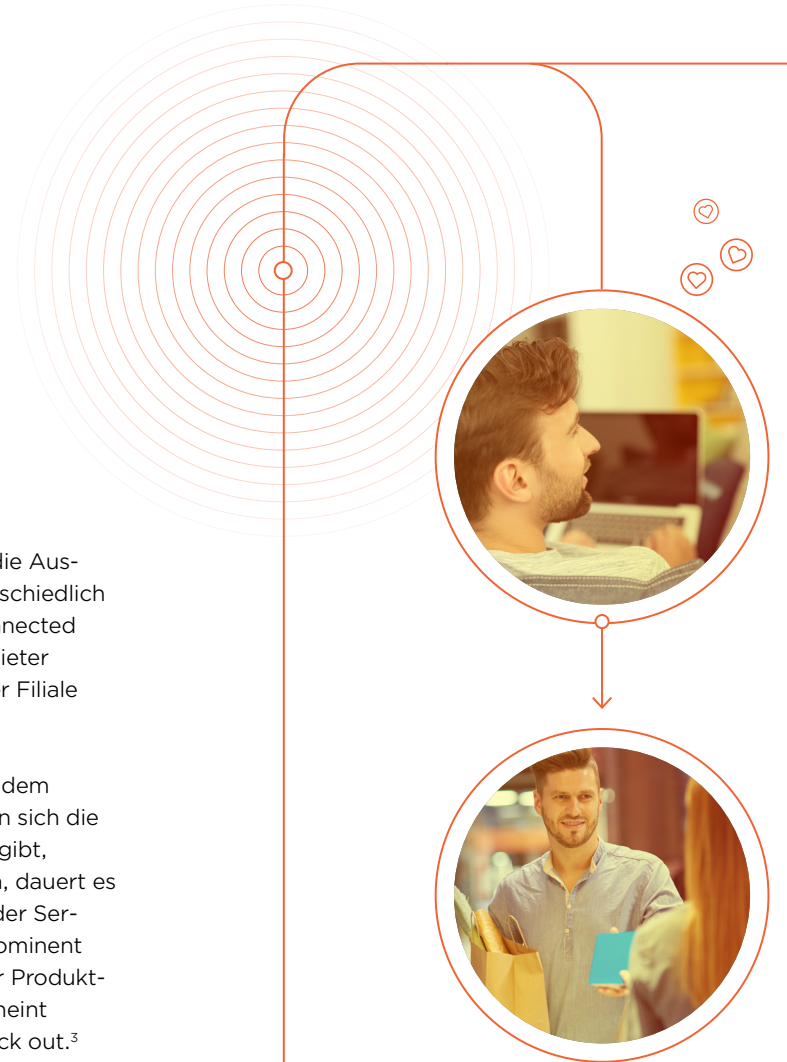 die Aus-
schiedlich
nnected
ieter
r Filiale
dem
n sich die
gibt,
, dauert es
der Ser-
ominent
r Produkt-
heint
ck out.³